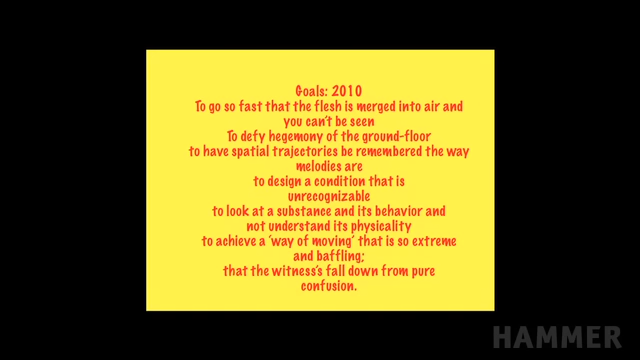 Goals: 2010
To go so fast that the flesh is merged into air and
you can't be seen
To defy hegemony of the ground-floor
to have spatial trajectories be remembered the way
melodies are
to design a condition that is
unrecognizable
to look at a substance and its behavior and
not understand its physicality
to achieve a 'way of moving' that is so extreme
and baffling;
that the witness's fall down from pure
confusion.
HAMMER